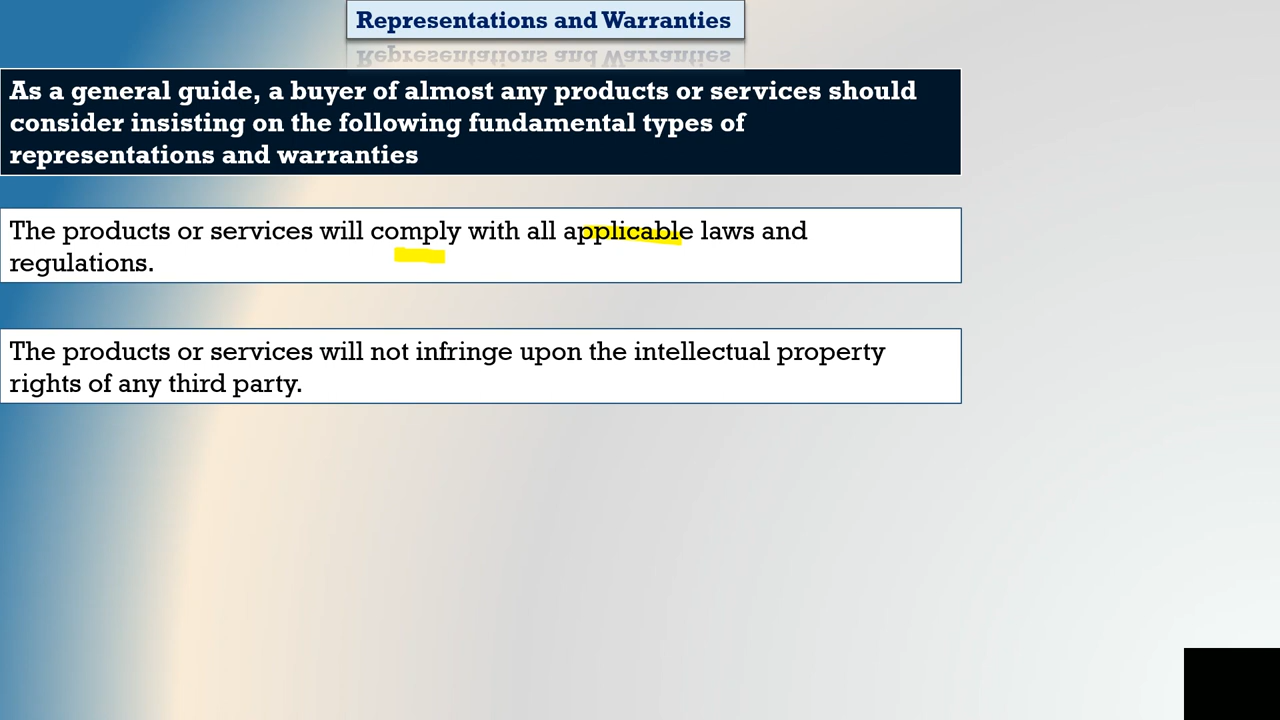 Representations and Warranties
As a general guide, a buyer of almost any products or services should
consider insisting on the following fundamental types of
representations and warranties
The products or services will comply with all applicable laws and
regulations.
The products or services will not infringe upon the intellectual property
rights of any third party.